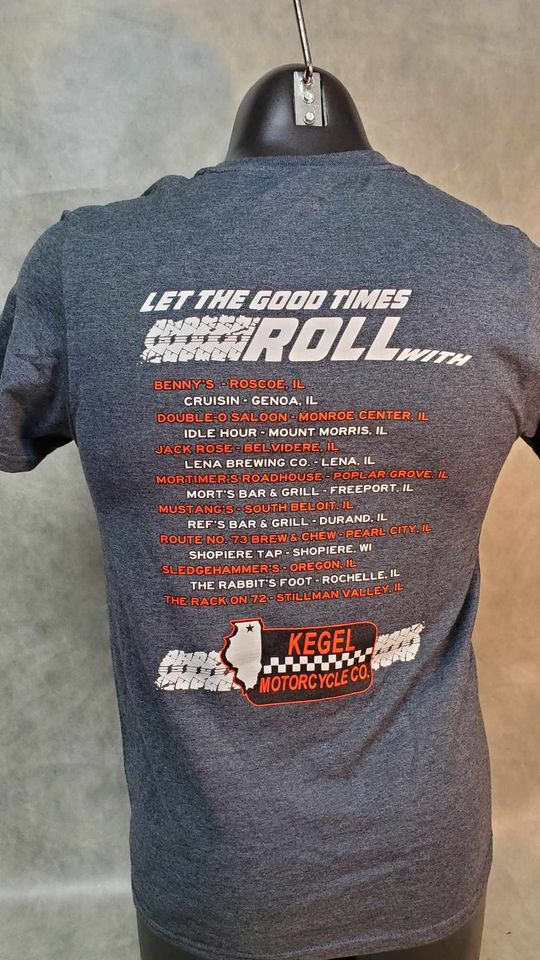 LET THE GOOD TIMES
ROLL WITH
BENNY'S - ROSCOE, IL
CRUISIN - GENOA, IL
DOUBLE-O SALOON - MONROE CENTER, IL
IDLE HOUR - MOUNT MORRIS, IL
JACK ROSE - BELVIDERE, IL
LENA BREWING CO. - LENA, IL
MORTIMER'S ROADHOUSE - POPLAR GROVE, IL
MORT'S BAR & GRILL - FREEPORT, IL
MUSTANG'S - SOUTH BELOIT, IL
REF'S BAR & GRILL - DURAND, IL
ROUTE NO. 73 BREW & CHEW - PEARL CITY, IL
SHOPIERE TAP - SHOPIERE, WI
SLEDGEHAMMER'S - OREGON, IL
THE RABBIT'S FOOT - ROCHELLE, IL
THE RACK ON 72 - STILLMAN VALLEY, IL
KEGEL
MOTORCYCLE CO.